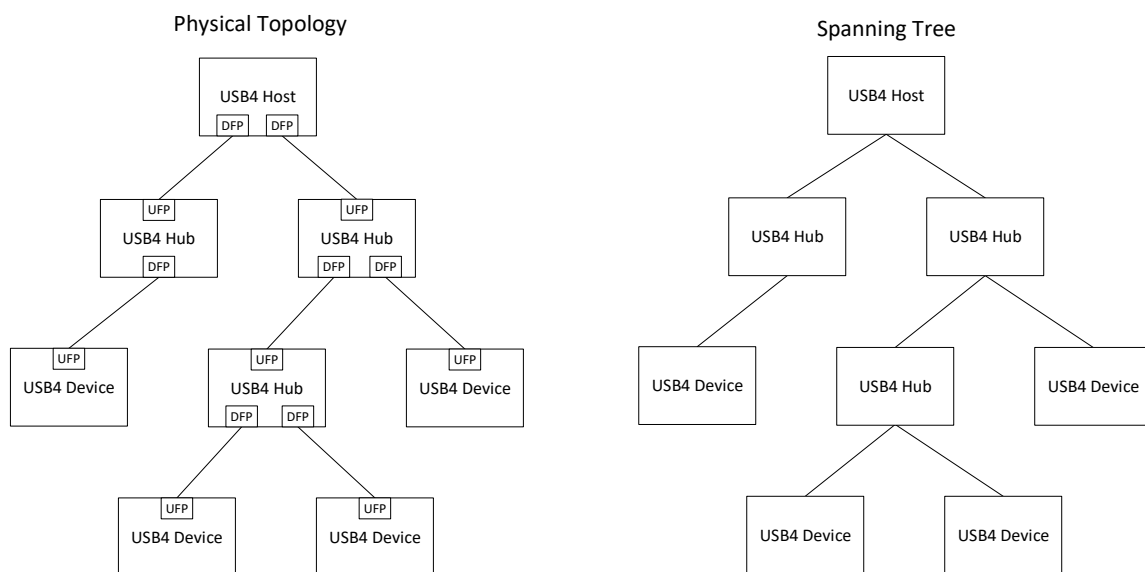 Physical Topology
USB4 Host
DFP DFP
UFP UFP
USB4 Hub USB4 Hub
DFP DFP DFP
UFP UFP UFP
USB4 Device USB4 Hub USB4 Device
DFP DFP
UFP UFP
USB4 Device USB4 Device
Spanning Tree
USB4 Host
USB4 Hub USB4 Hub
USB4 Device USB4 Hub USB4 Device
USB4 Device USB4 Device